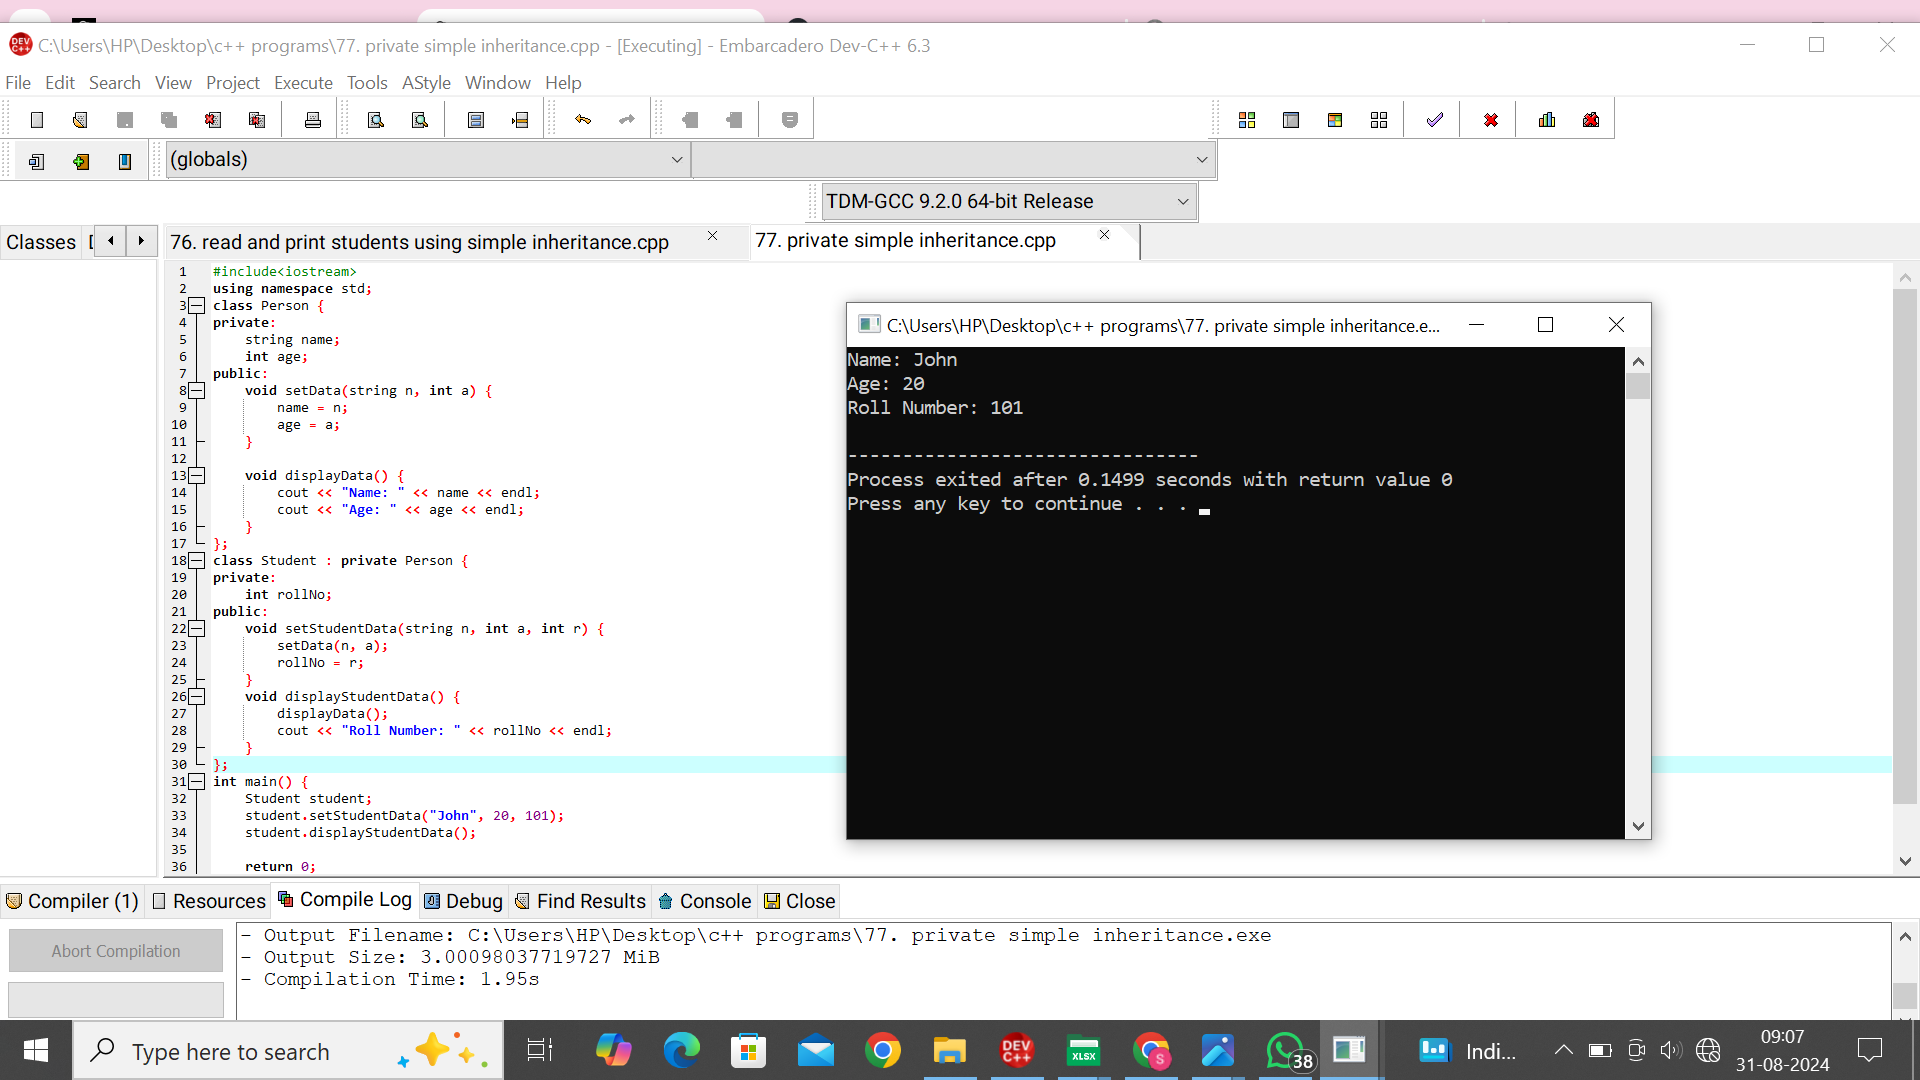 C:\Users\HP\Desktop\c++ programs\77. private simple inheritance.cpp - [Executing] - Embarcadero Dev-C++ 6.3
File Edit Search View Project Execute Tools AStyle Window Help
(globals)
TDM-GCC 9.2.0 64-bit Release
Classes
76. read and print students using simple inheritance.cpp
77. private simple inheritance.cpp
1 #include<iostream>
2 using namespace std;
3 class Person {
4 private:
5 string name;
6 int age;
7 public:
8 void setData(string n, int a) {
9 name = n;
10 age = a;
11 }
12
13 void displayData() {
14 cout << "Name: " << name << endl;
15 cout << "Age: " << age << endl;
16 }
17 };
18 class Student : private Person {
19 private:
20 int rollNo;
21 public:
22 void setStudentData(string n, int a, int r) {
23 setData(n, a);
24 rollNo = r;
25 }
26 void displayStudentData() {
27 displayData();
28 cout << "Roll Number: " << rollNo << endl;
29 }
30 };
31 int main() {
32 Student student;
33 student.setStudentData("John", 20, 101);
34 student.displayStudentData();
35
36 return 0;
C:\Users\HP\Desktop\c++ programs\77. private simple inheritance.e...
Name: John
Age: 20
Roll Number: 101
--------------------------------
Process exited after 0.1499 seconds with return value 0
Press any key to continue . . .
Compiler (1) Resources Compile Log Debug Find Results Console Close
Abort Compilation
- Output Filename: C:\Users\HP\Desktop\c++ programs\77. private simple inheritance.exe
- Output Size: 3.00098037719727 MiB
- Compilation Time: 1.95s
Type here to search
DEV C++
XLSX
S
38
Indi...
09:07
31-08-2024